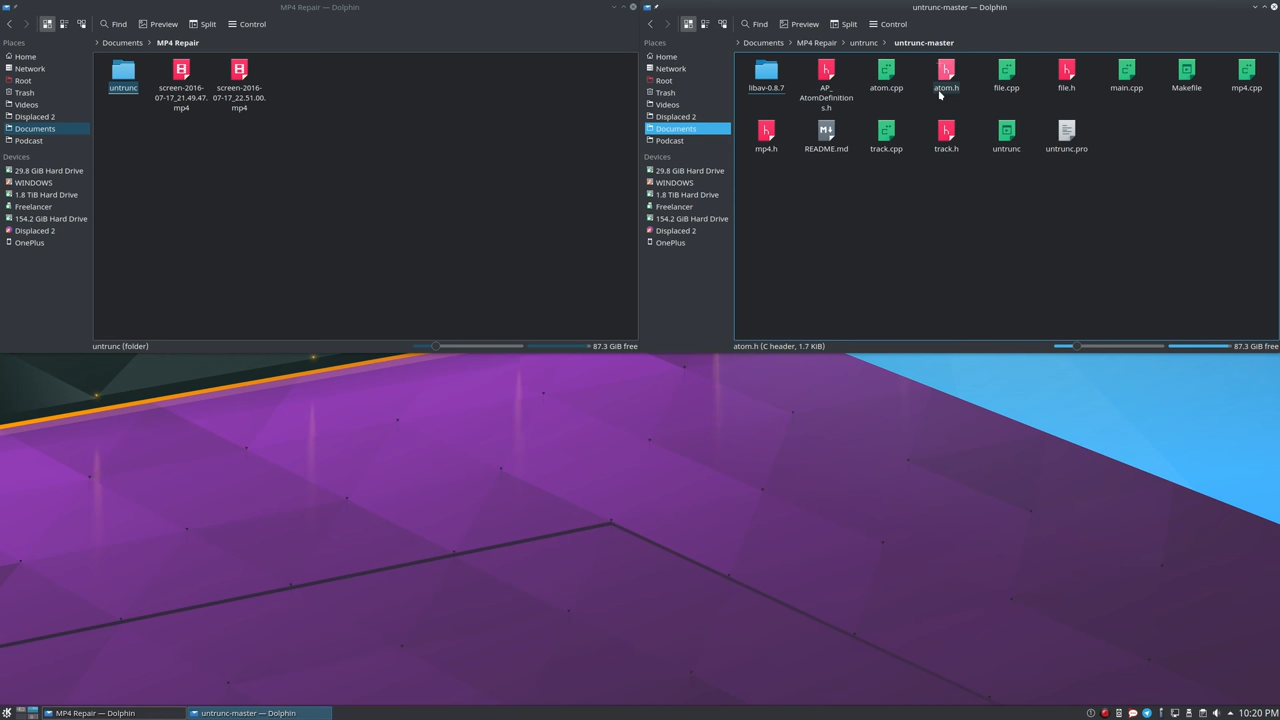 MP4 Repair — Dolphin
Find Preview Split Control
Places
Home
Network
Root
Trash
Videos
Displaced 2
Documents
Podcast
Devices
29.8 GiB Hard Drive
WINDOWS
1.8 TiB Hard Drive
Freelancer
154.2 GiB Hard Drive
Displaced 2
OnePlus
Documents MP4 Repair
untrunc
screen-2016-
07-17_21.49.47.
mp4
screen-2016-
07-17_22.51.00.
mp4
untrunc (folder)
87.3 GiB free
untrunc-master — Dolphin
Find Preview Split Control
Places
Home
Network
Root
Trash
Videos
Displaced 2
Documents
Podcast
Devices
29.8 GiB Hard Drive
WINDOWS
1.8 TiB Hard Drive
Freelancer
154.2 GiB Hard Drive
Displaced 2
OnePlus
Documents MP4 Repair untrunc untrunc-master
libav-0.8.7
AP_
AtomDefinition
s.h
atom.cpp
atom.h
file.cpp
file.h
main.cpp
Makefile
mp4.cpp
mp4.h
README.md
track.cpp
track.h
untrunc
untrunc.pro
atom.h (C header, 1.7 KiB)
87.3 GiB free
MP4 Repair — Dolphin
untrunc-master — Dolphin
10:20 PM